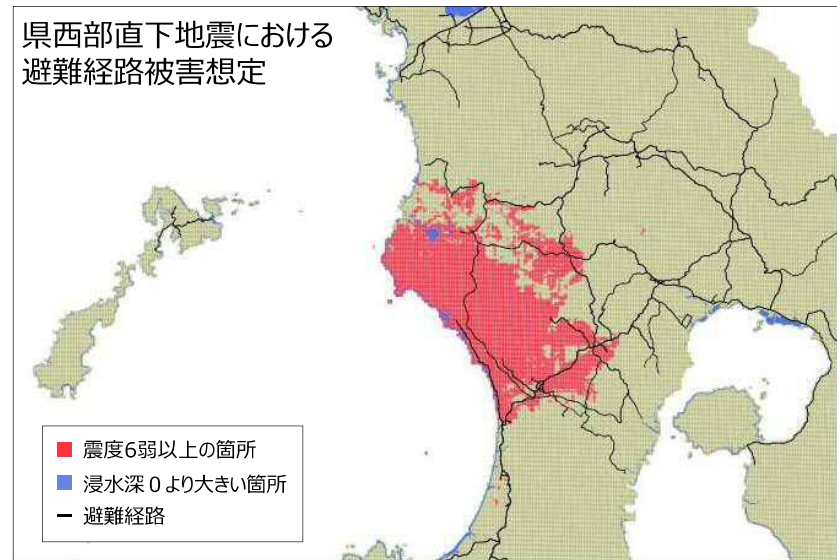 県西部直下地震における
避難経路被害想定
震度6弱以上の箇所
浸水深０より大きい箇所
避難経路